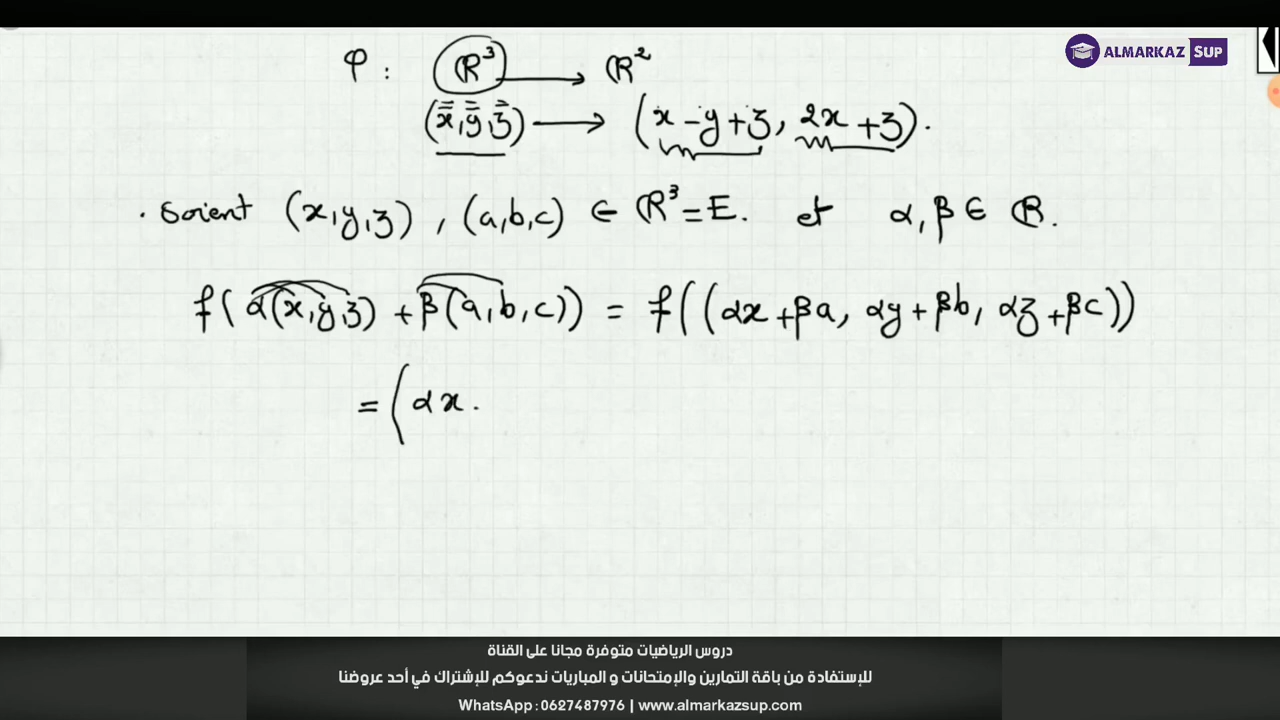 ALMARKAZ SUP
φ : ℝ³ → ℝ²
(x, y, z) → (x - y + z, 2x + z).
• Soient (x, y, z), (a, b, c) ∈ ℝ³ = E. et α, β ∈ ℝ.
f(α(x, y, z) + β(a, b, c)) = f((αx + βa, αy + βb, αz + βc))
= (αx.
دروس الرياضيات متوفرة مجانا على القناة
للإستفادة من باقة التمارين والإمتحانات و المباريات ندعوكم للإشتراك في أحد عروضنا
WhatsApp : 0627487976 | www.almarkazsup.com